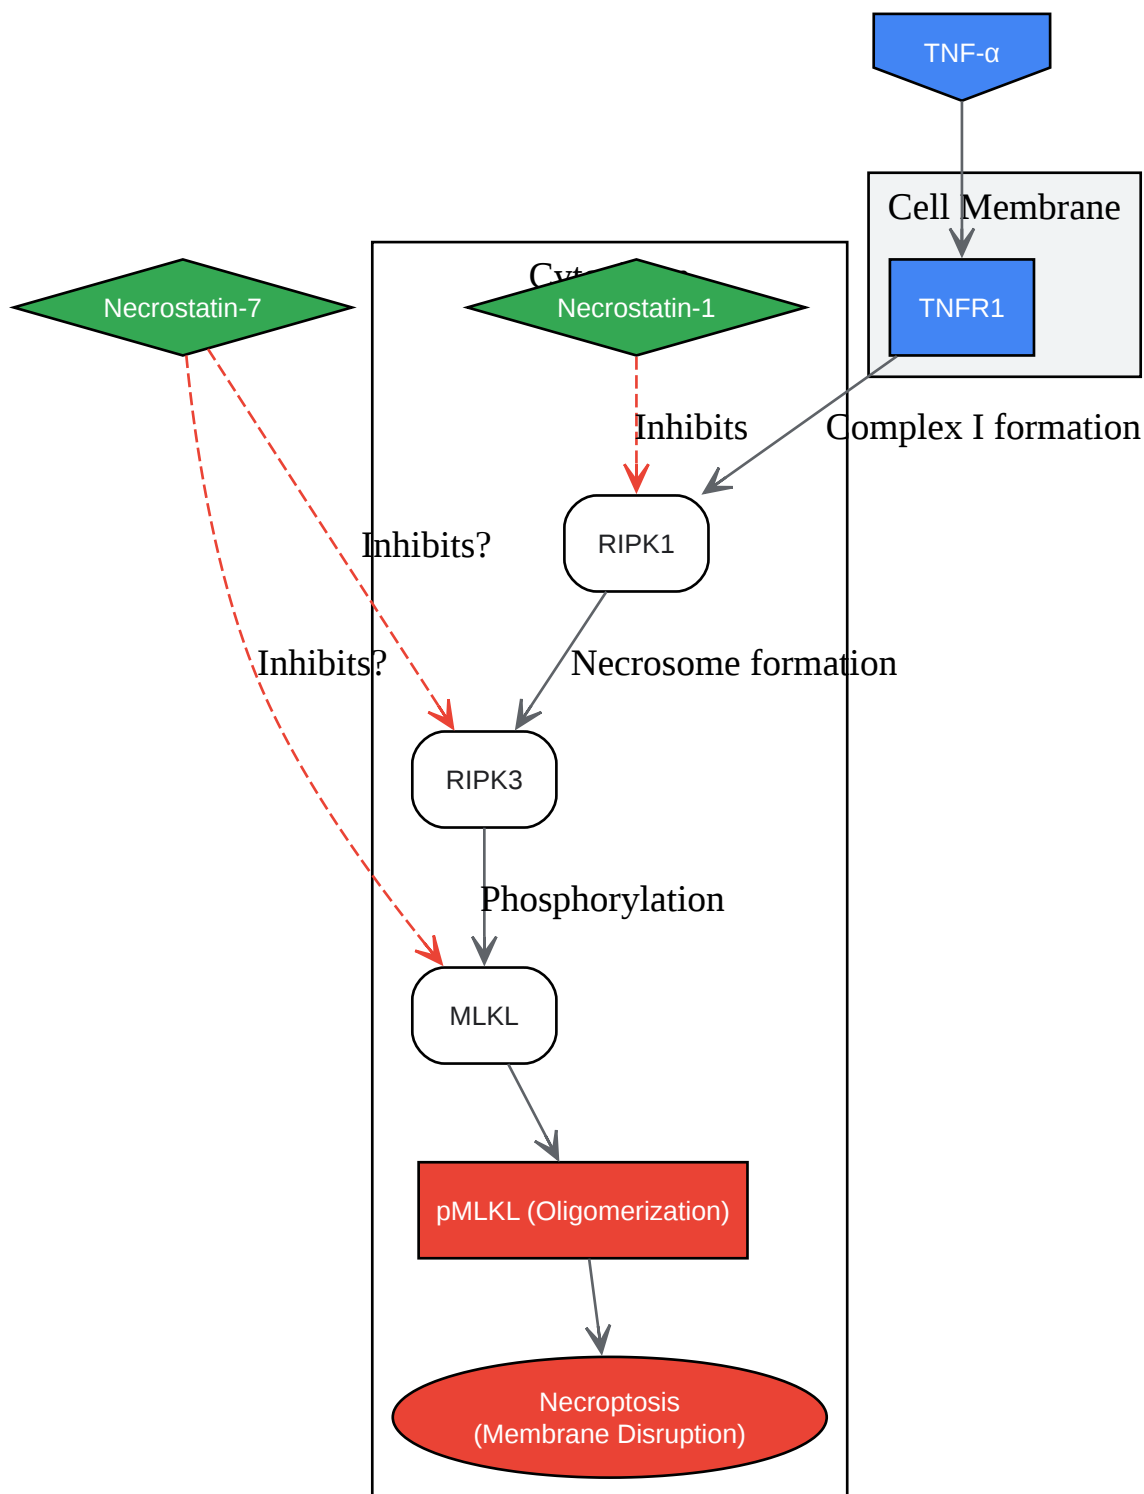 TNF-α
Cell Membrane
TNFR1
Necrostatin-7
Necrostatin-1
Inhibits
Complex I formation
RIPK1
Inhibits?
Inhibits?
Necrosome formation
RIPK3
Phosphorylation
MLKL
pMLKL (Oligomerization)
Necroptosis
(Membrane Disruption)